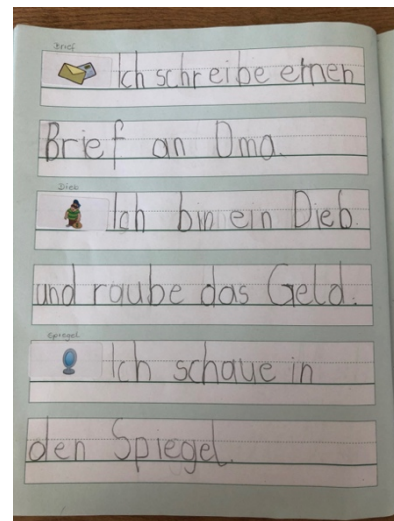 Brief
Ich schreibe einen
Brief an Oma.
Dieb
Ich bin ein Dieb.
und raube das Geld.
Spiegel
Ich schaue in
den Spiegel.